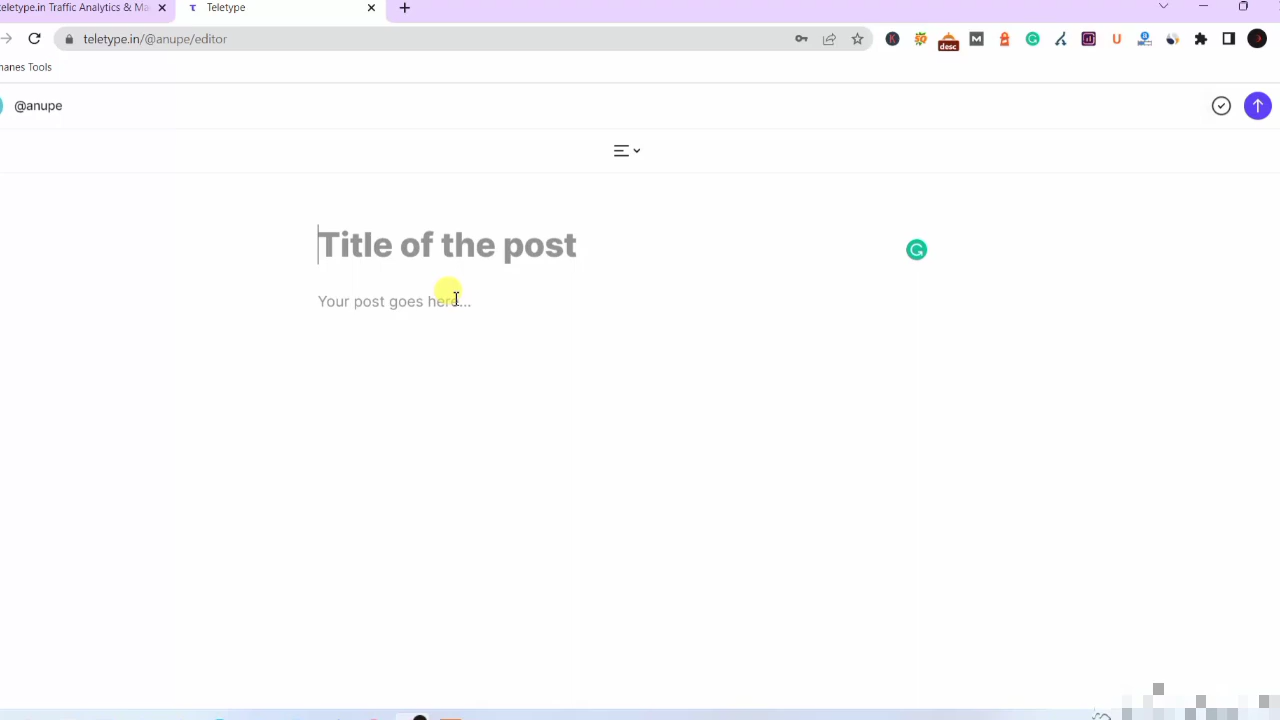 eletype.in Traffic Analytics & Ma
Teletype
teletype.in/@anupe/editor
desc
hanes Tools
@anupe
Title of the post
Your post goes here...